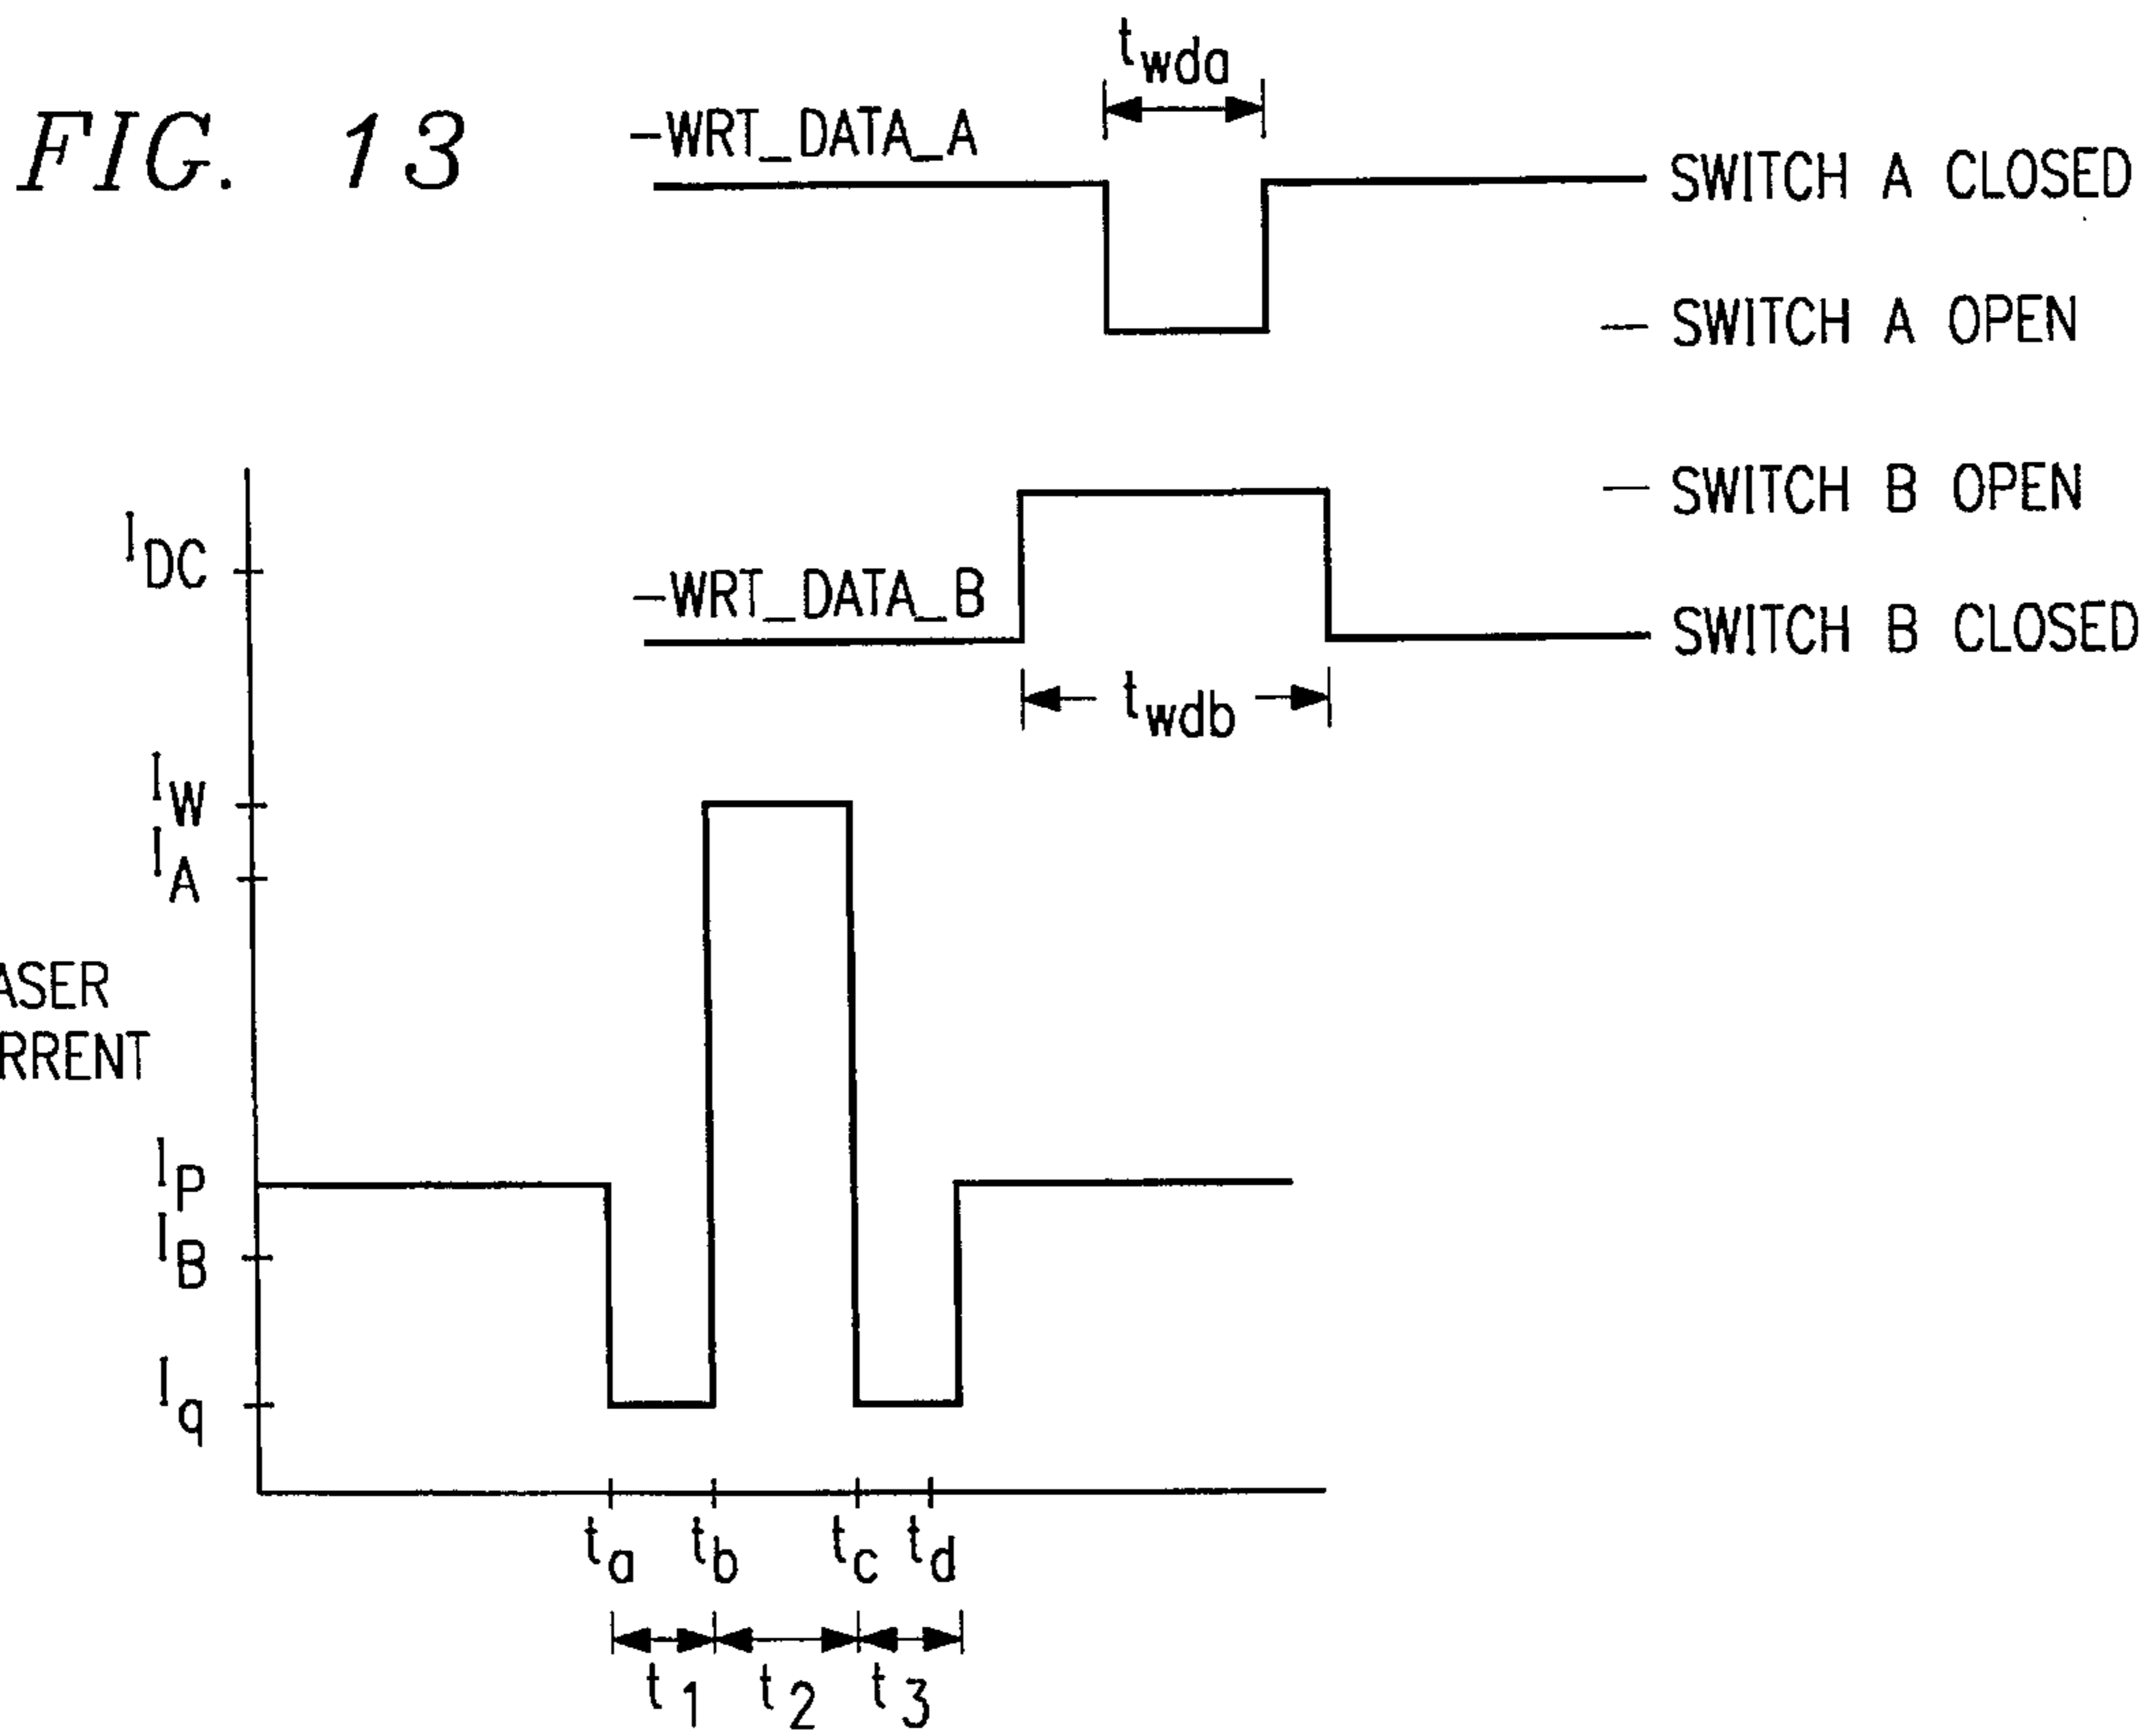 FIG. 13
t_wda
-WRT_DATA_A
SWITCH A CLOSED
SWITCH A OPEN
SWITCH B OPEN
-WRT_DATA_B
SWITCH B CLOSED
t_wdb
I_DC
I_W
I_A
ASER
RRENT
I_P
I_B
I_q
t_a t_b t_c t_d
t_1 t_2 t_3